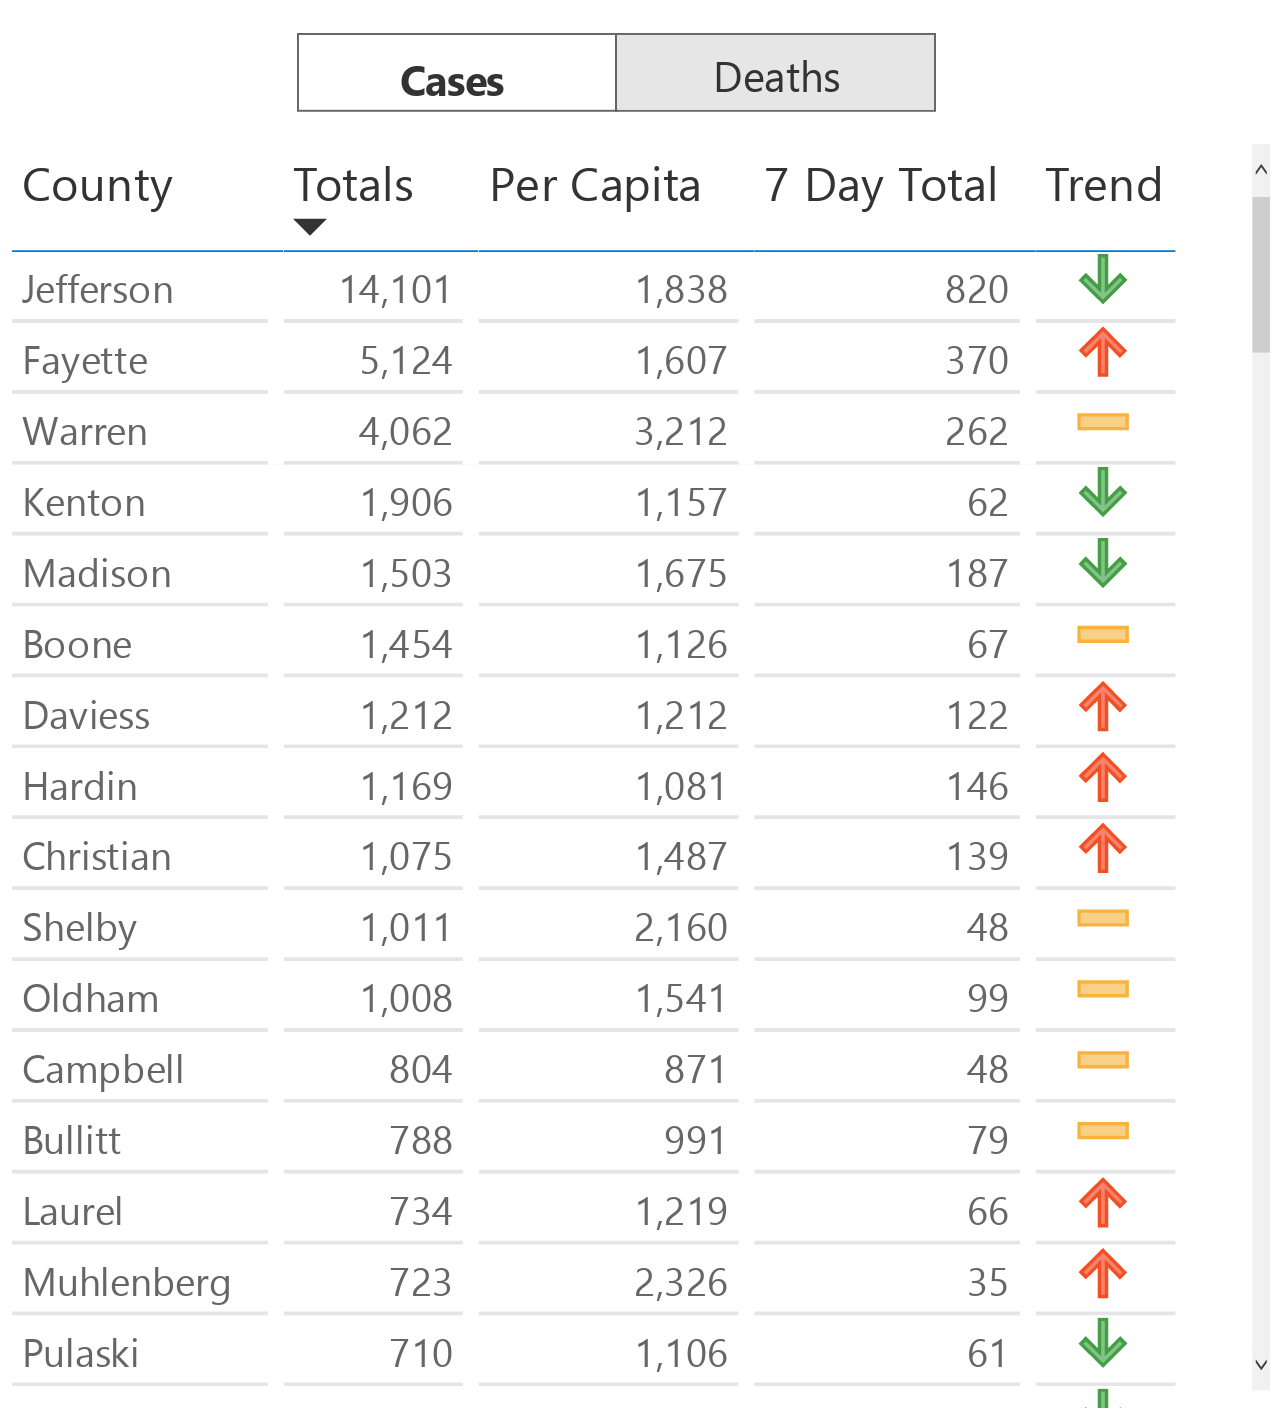 Cases Deaths
County Totals Per Capita 7 Day Total Trend
Jefferson 14,101 1,838 820
Fayette 5,124 1,607 370
Warren 4,062 3,212 262
Kenton 1,906 1,157 62
Madison 1,503 1,675 187
Boone 1,454 1,126 67
Daviess 1,212 1,212 122
Hardin 1,169 1,081 146
Christian 1,075 1,487 139
Shelby 1,011 2,160 48
Oldham 1,008 1,541 99
Campbell 804 871 48
Bullitt 788 991 79
Laurel 734 1,219 66
Muhlenberg 723 2,326 35
Pulaski 710 1,106 61